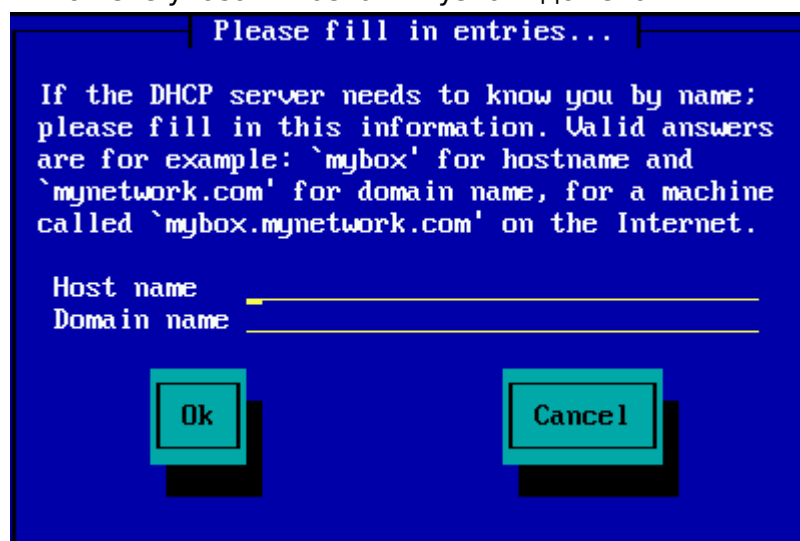 Please fill in entries...
If the DHCP server needs to know you by name;
please fill in this information. Valid answers
are for example: `mybox' for hostname and
`mynetwork.com' for domain name, for a machine
called `mybox.mynetwork.com' on the Internet.
Host name
Domain name
Ok Cancel